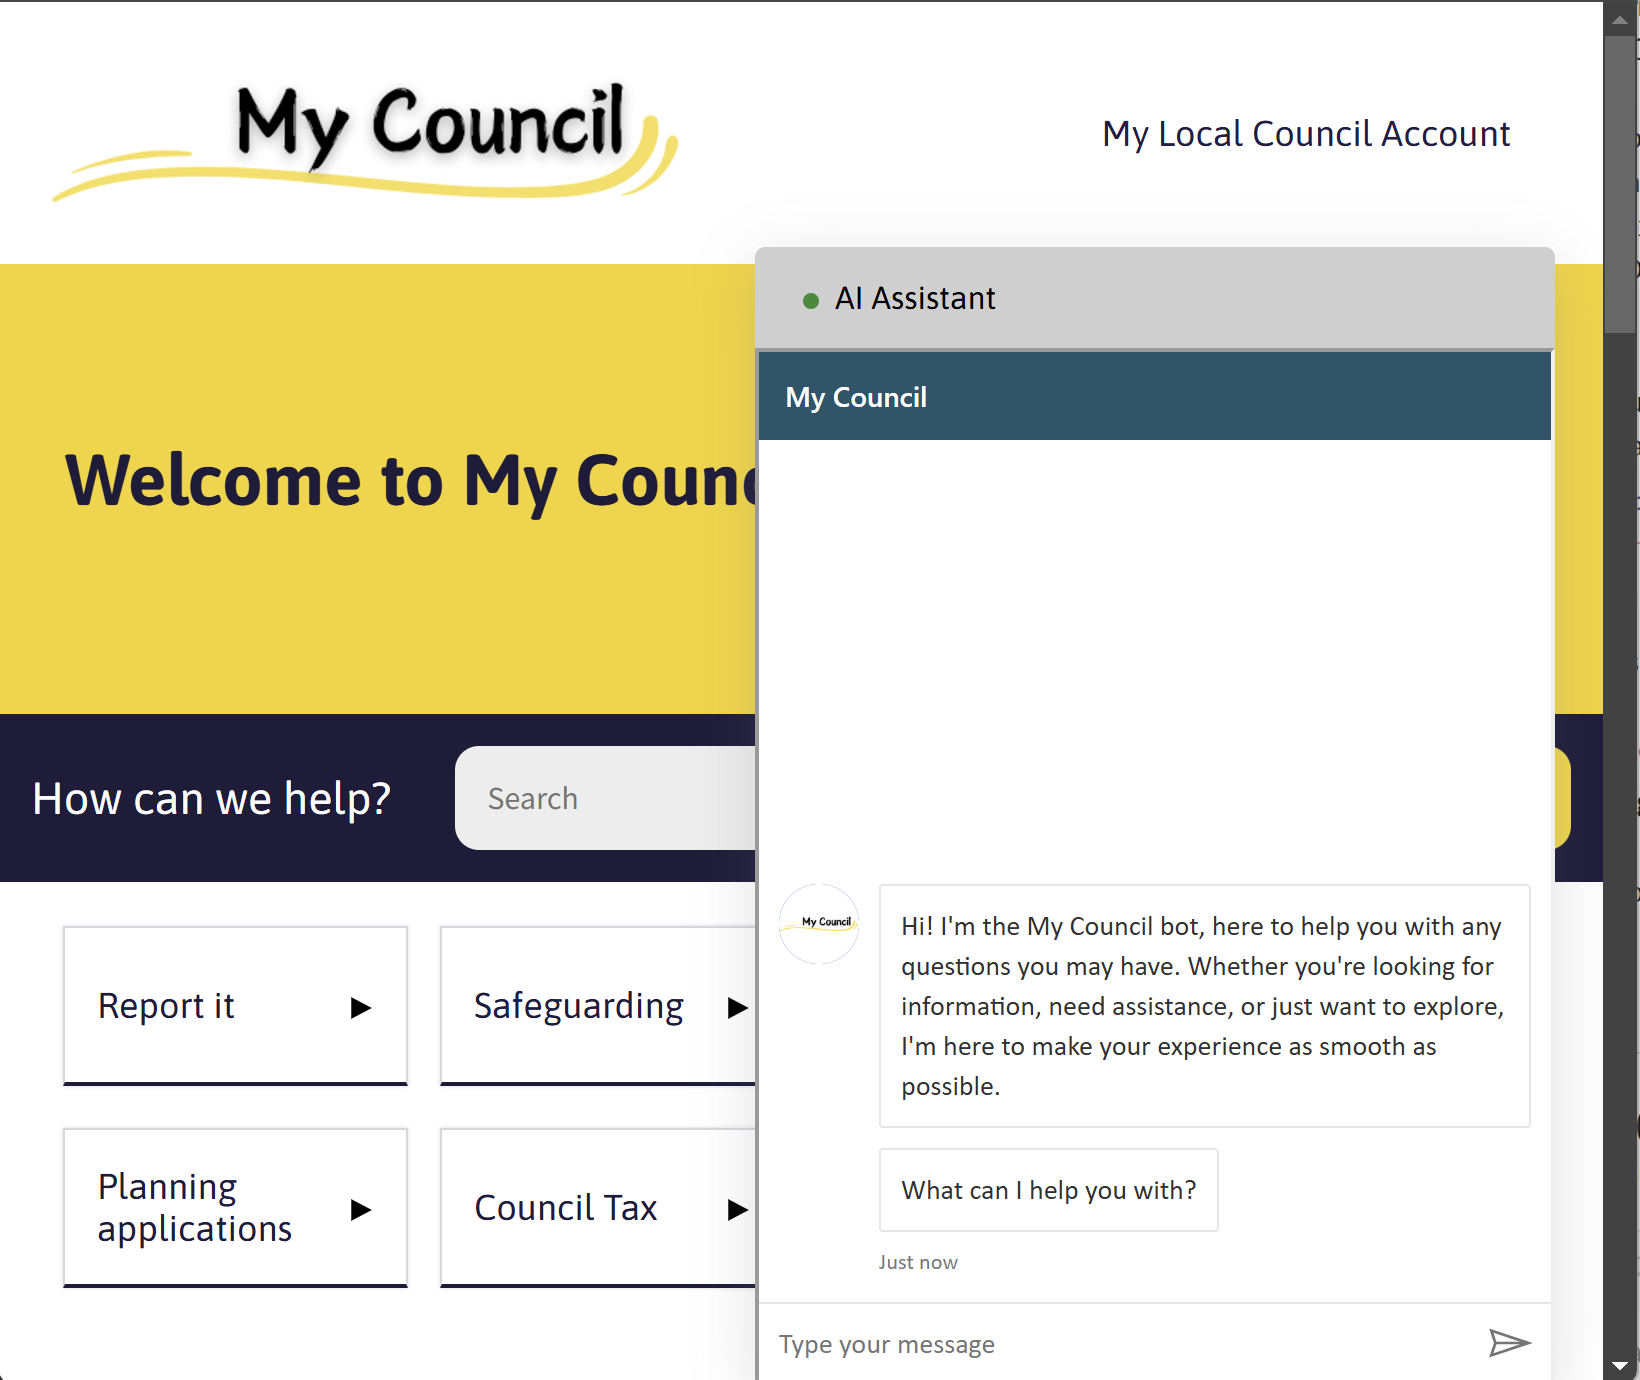 My Council
My Local Council Account
AI Assistant
My Council
Welcome to My Counc
How can we help?
Search
My Council
Hi! I'm the My Council bot, here to help you with any
questions you may have. Whether you're looking for
information, need assistance, or just want to explore,
I'm here to make your experience as smooth as
possible.
What can I help you with?
Just now
Report it
Safeguarding
Planning
applications
Council Tax
Type your message